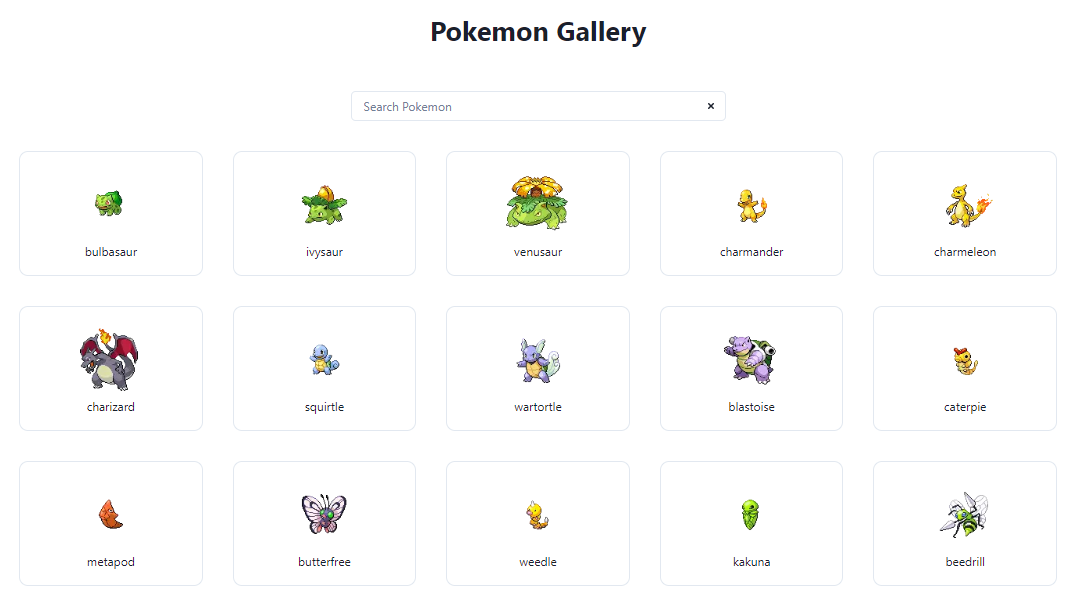 Pokemon Gallery
Search Pokemon ×
bulbasaur
ivysaur
venusaur
charmander
charmeleon
charizard
squirtle
wartortle
blastoise
caterpie
metapod
butterfree
weedle
kakuna
beedrill